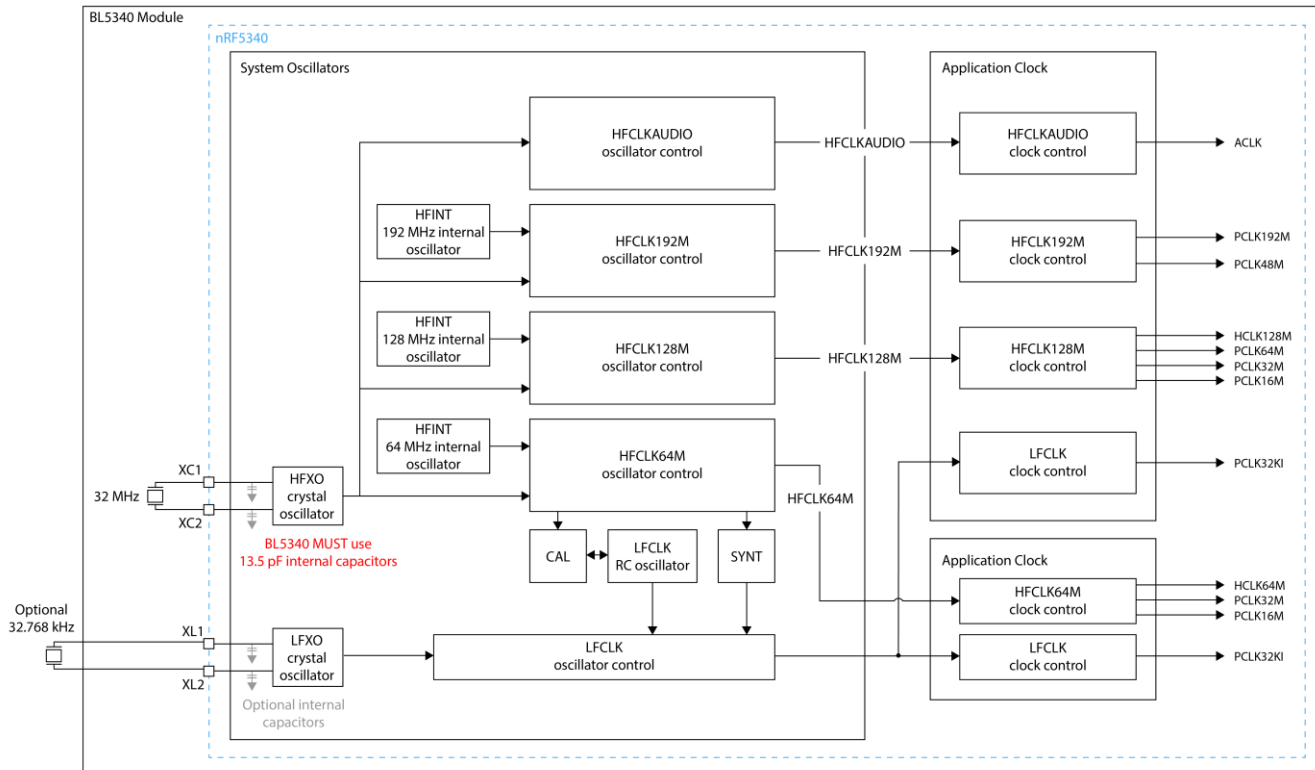 BL5340 Module
nRF5340
System Oscillators
Application Clock
HFCLKAUDIO
oscillator control
HFCLKAUDIO
HFCLKAUDIO
clock control
ACLK
HFINT
192 MHz internal
oscillator
HFCLK192M
oscillator control
HFCLK192M
HFCLK192M
clock control
PCLK192M
PCLK48M
HFINT
128 MHz internal
oscillator
HFCLK128M
oscillator control
HFCLK128M
HFCLK128M
clock control
HCLK128M
PCLK64M
PCLK32M
PCLK16M
HFINT
64 MHz internal
oscillator
HFCLK64M
oscillator control
HFCLK64M
LFCLK
clock control
PCLK32KI
XC1
32 MHz
XC2
HFXO
crystal
oscillator
BL5340 MUST use
13.5 pF internal capacitors
CAL
LFCLK
RC oscillator
SYNT
Application Clock
HFCLK64M
clock control
HCLK64M
PCLK32M
PCLK16M
Optional
32.768 kHz
XL1
XL2
LFXO
crystal
oscillator
Optional internal
capacitors
LFCLK
oscillator control
LFCLK
clock control
PCLK32KI